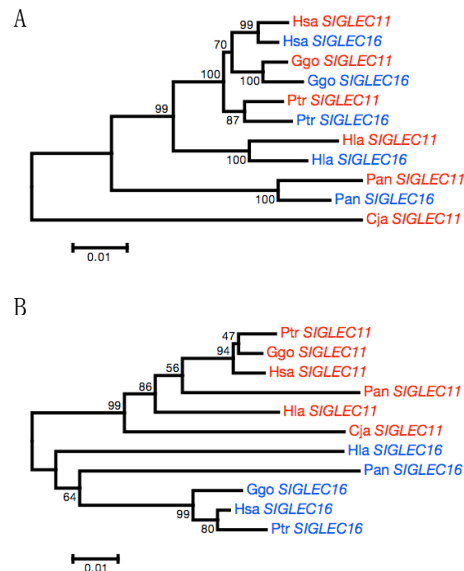 A
99
Hsa SIGLEC11
70
Hsa SIGLEC16
Ggo SIGLEC11
100
100
Ggo SIGLEC16
99
Ptr SIGLEC11
87
Ptr SIGLEC16
Hla SIGLEC11
100
Hla SIGLEC16
Pan SIGLEC11
100
Pan SIGLEC16
Cja SIGLEC11
0.01
B
47
Ptr SIGLEC11
94
Ggo SIGLEC11
56
Hsa SIGLEC11
86
Pan SIGLEC11
99
Hla SIGLEC11
Cja SIGLEC11
Hla SIGLEC16
Pan SIGLEC16
64
Ggo SIGLEC16
99
Hsa SIGLEC16
80
Ptr SIGLEC16
0.01